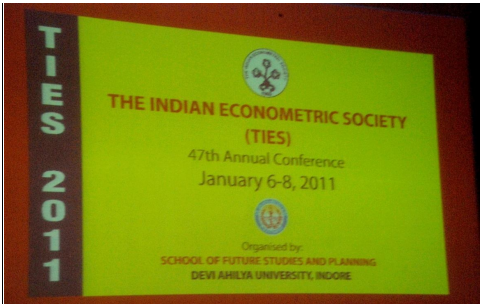 TIES 2011
THE INDIAN ECONOMETRIC SOCIETY
(TIES)
47th Annual Conference
January 6-8, 2011
Organised by:
SCHOOL OF FUTURE STUDIES AND PLANNING
DEVI AHILYA UNIVERSITY, INDORE